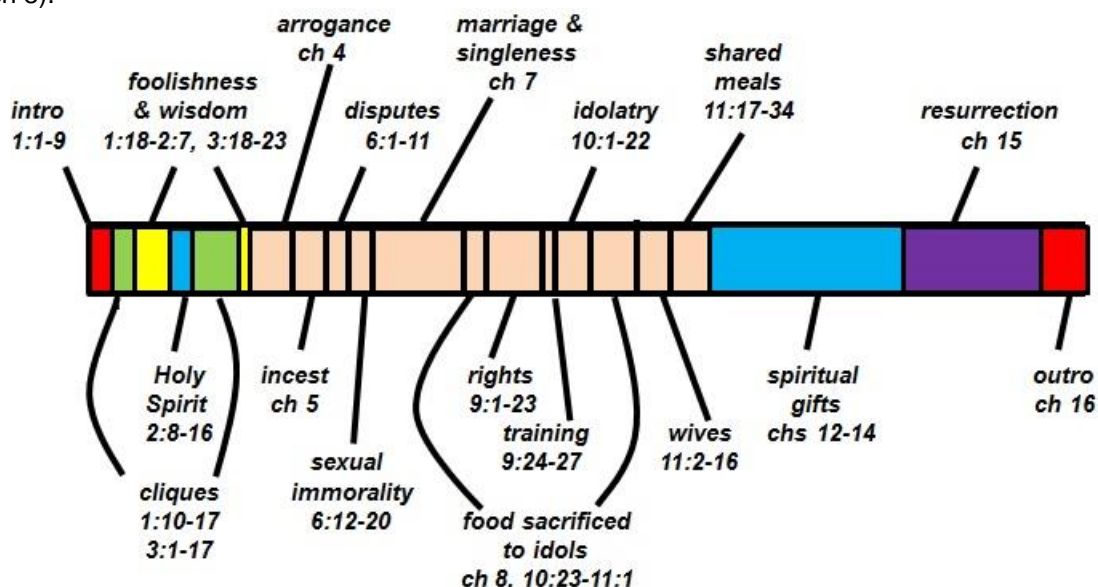 arrogance
ch 4
marriage &
singleness
ch 7
shared
meals
11:17-34
foolishness
& wisdom
1:18-2:7, 3:18-23
intro
1:1-9
disputes
6:1-11
idolatry
10:1-22
resurrection
ch 15
Holy
Spirit
2:8-16
incest
ch 5
rights
9:1-23
training
9:24-27
wives
11:2-16
spiritual
gifts
chs 12-14
outro
ch 16
cliques
1:10-17
3:1-17
sexual
immorality
6:12-20
food sacrificed
to idols
ch 8, 10:23-11:1